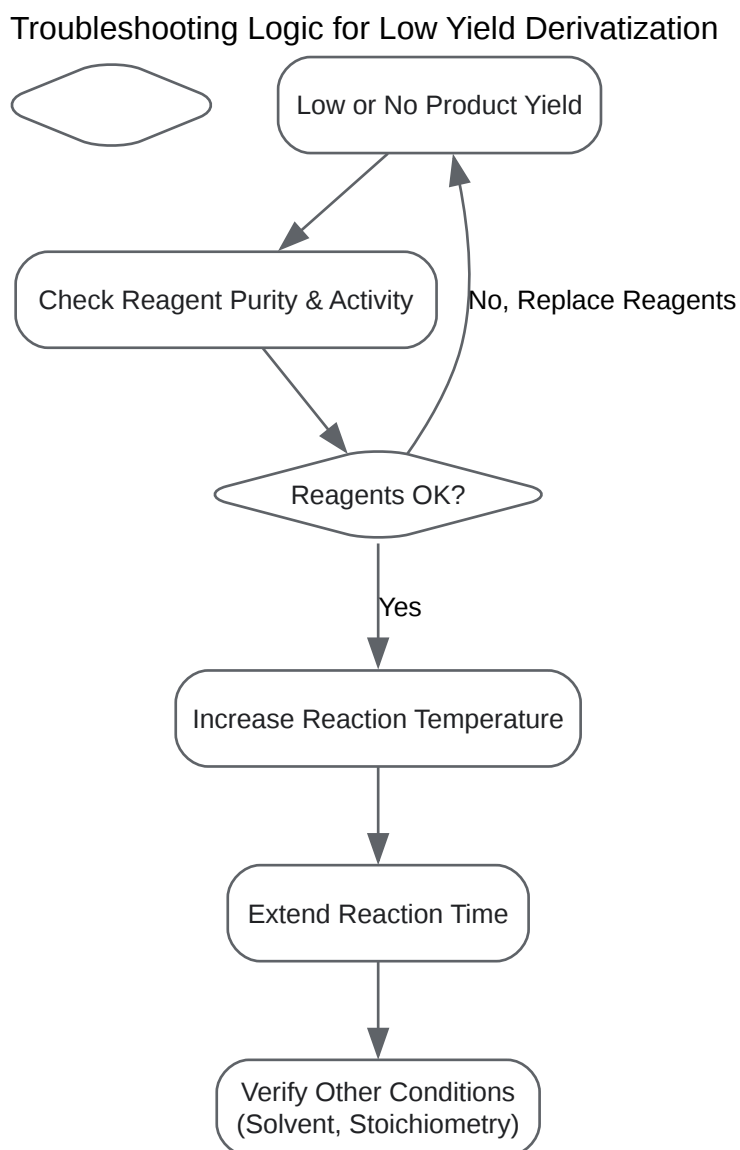 Troubleshooting Logic for Low Yield Derivatization
Low or No Product Yield
Check Reagent Purity & Activity
No, Replace Reagents
Reagents OK?
Yes
Increase Reaction Temperature
Extend Reaction Time
Verify Other Conditions
(Solvent, Stoichiometry)